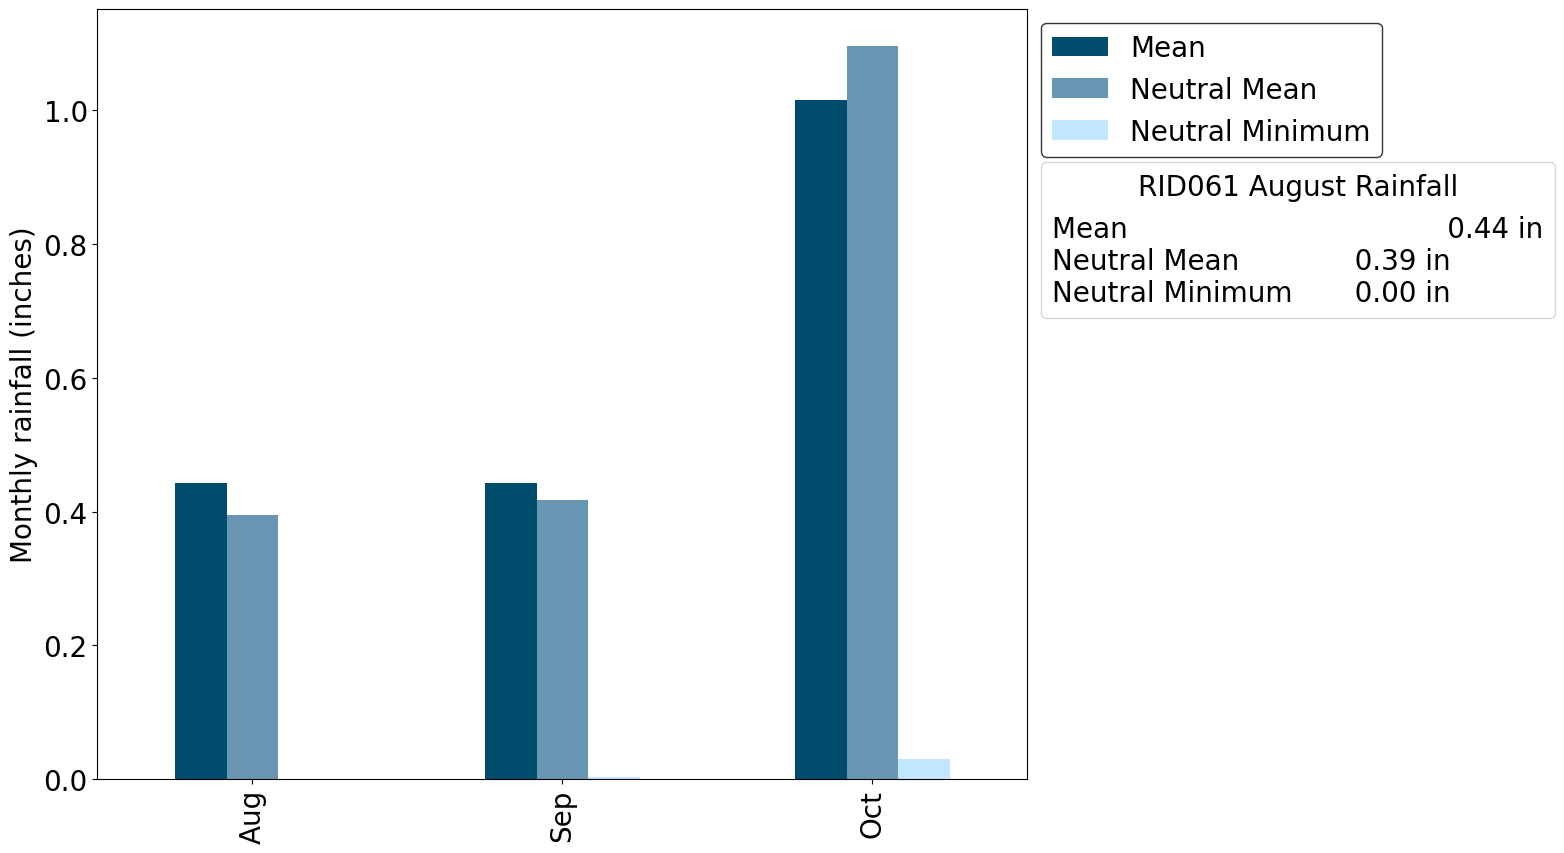 Monthly rainfall (inches)
1.0
0.8
0.6
0.4
0.2
0.0
Aug
Sep
Oct
Mean
Neutral Mean
Neutral Minimum
RID061 August Rainfall
Mean 0.44 in
Neutral Mean 0.39 in
Neutral Minimum 0.00 in